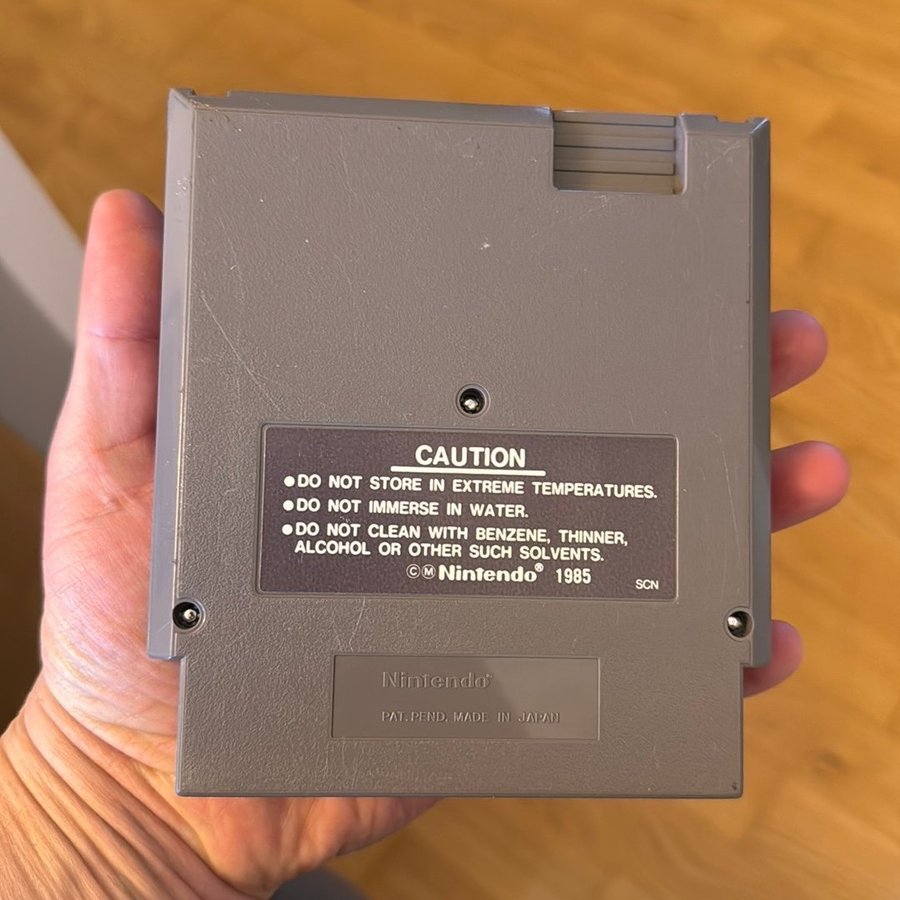 CAUTION
●DO NOT STORE IN EXTREME TEMPERATURES.
●DO NOT IMMERSE IN WATER.
●DO NOT CLEAN WITH BENZENE, THINNER,
ALCOHOL OR OTHER SUCH SOLVENTS.
ⒸⓂNintendo® 1985
SCN
Nintendo®
PAT. PEND. MADE IN JAPAN